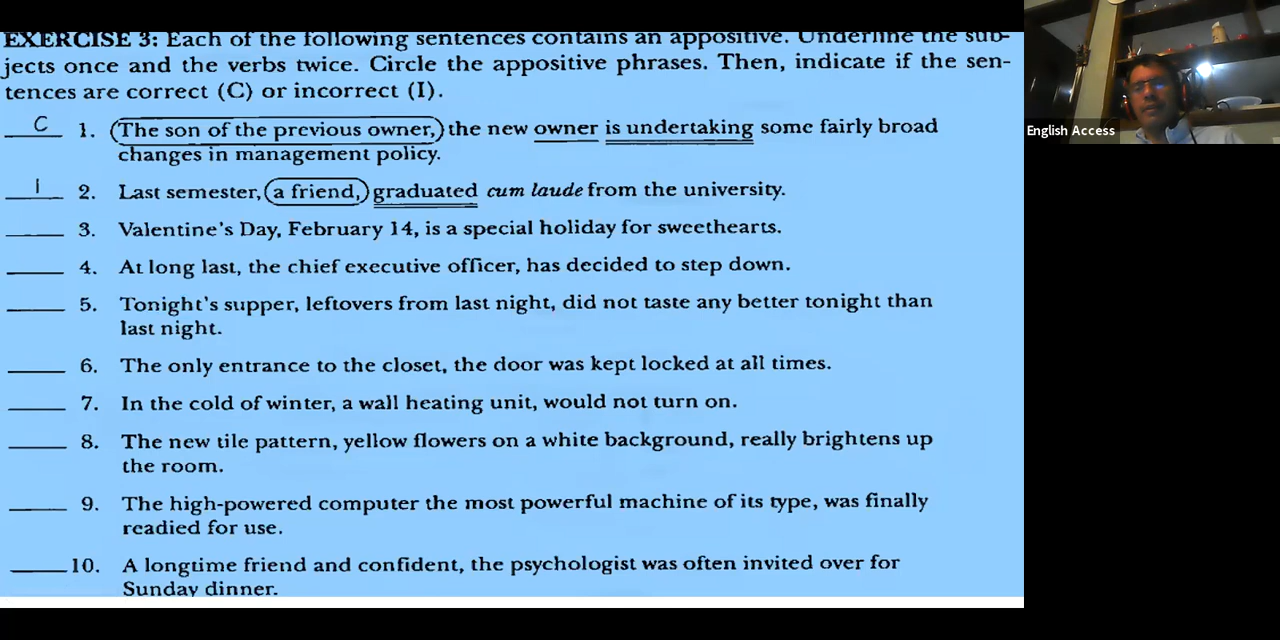 EXERCISE 3: Each of the following sentences contains an appositive. Underline the sub-
jects once and the verbs twice. Circle the appositive phrases. Then, indicate if the sen-
tences are correct (C) or incorrect (I).
C 1. The son of the previous owner, the new owner is undertaking some fairly broad
changes in management policy.
English Access
I 2. Last semester, a friend, graduated cum laude from the university.
3. Valentine's Day, February 14, is a special holiday for sweethearts.
4. At long last, the chief executive officer, has decided to step down.
5. Tonight's supper, leftovers from last night, did not taste any better tonight than
last night.
6. The only entrance to the closet, the door was kept locked at all times.
7. In the cold of winter, a wall heating unit, would not turn on.
8. The new tile pattern, yellow flowers on a white background, really brightens up
the room.
9. The high-powered computer the most powerful machine of its type, was finally
readied for use.
10. A longtime friend and confident, the psychologist was often invited over for
Sunday dinner.